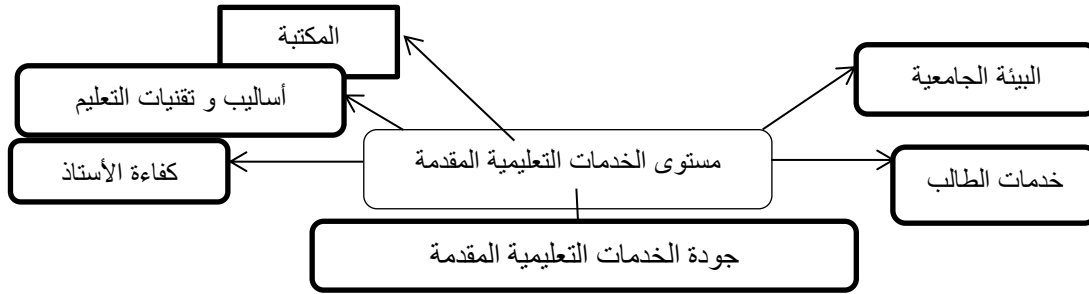 المكتبة
البيئة الجامعية
أساليب و تقنيات التعليم
مستوى الخدمات التعليمية المقدمة
كفاءة الأستاذ
خدمات الطالب
جودة الخدمات التعليمية المقدمة